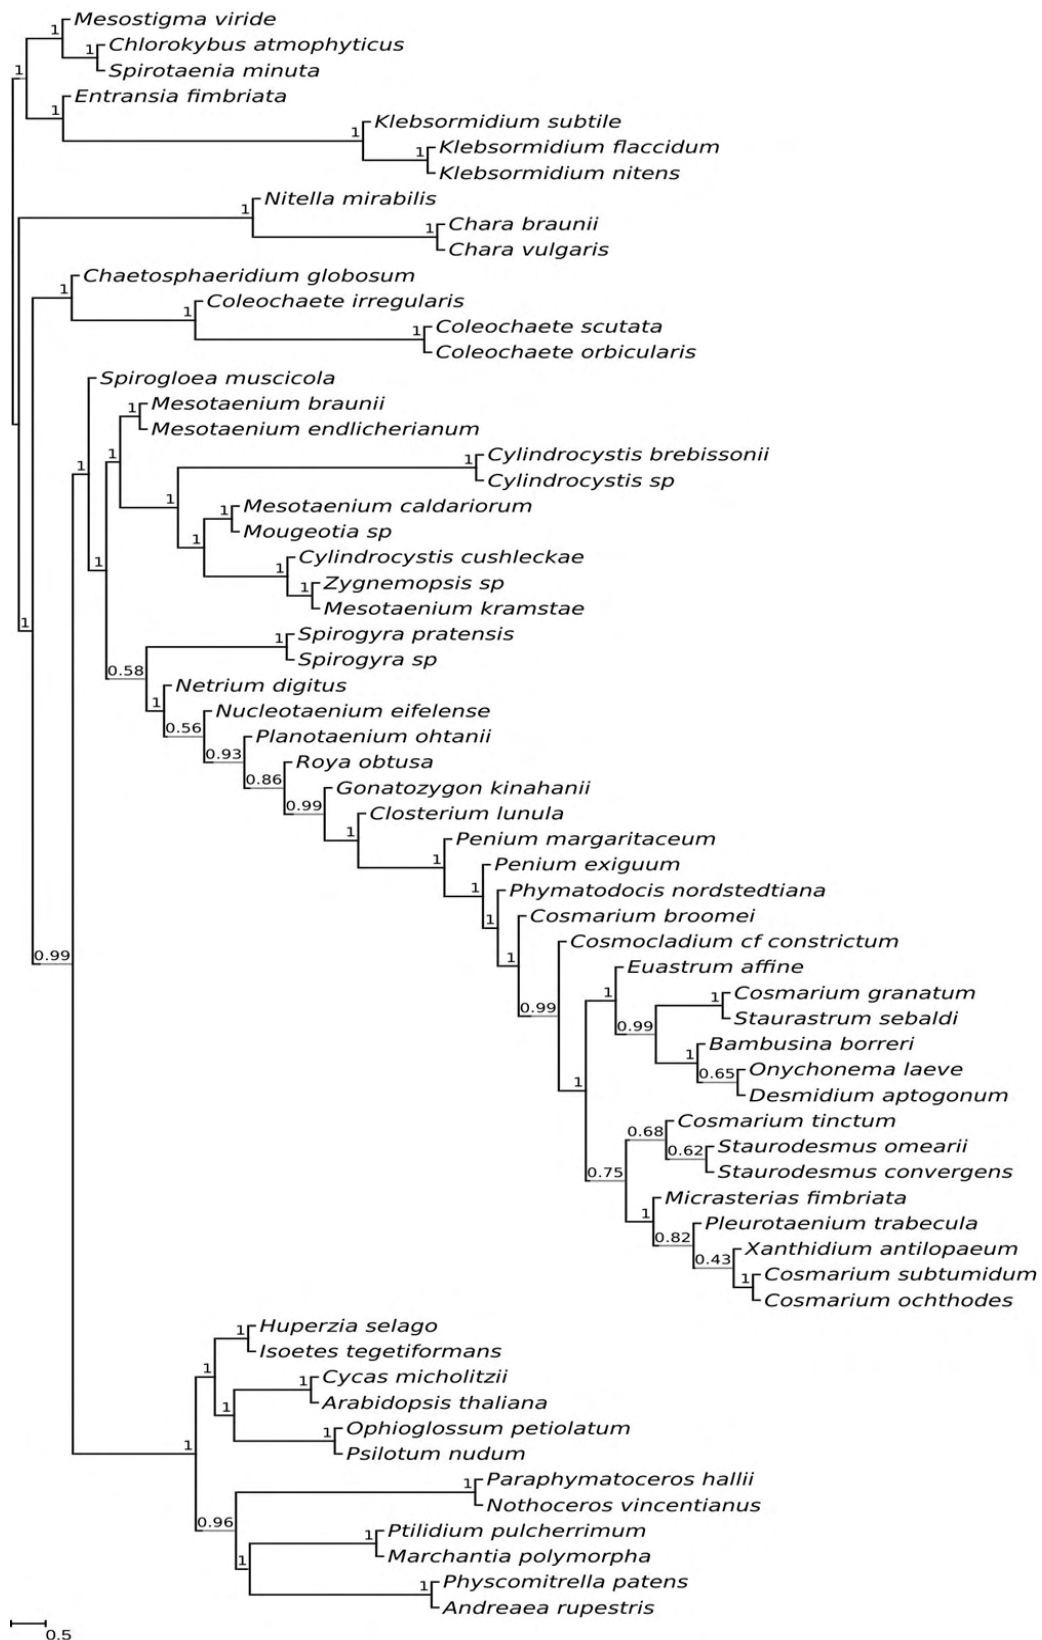 Mesostigma viride
1
1 Chlorokybus atmophyticus
Spirotaenia minuta
1
Entransia fimbriata
1
Klebsormidium subtile
1
Klebsormidium flaccidum
1
Klebsormidium nitens
Nitella mirabilis
1
Chara braunii
1
Chara vulgaris
Chaetosphaeridium globosum
1
Coleochaete irregularis
1
Coleochaete scutata
1
Coleochaete orbicularis
Spirogloea muscicola
Mesotaenium braunii
1
Mesotaenium endlicherianum
1
Cylindrocystis brebissonii
1 1
Cylindrocystis sp
1
Mesotaenium caldariorum
1
Mougeotia sp
1
Cylindrocystis cushleckae
1 1
Zygnemopsis sp
1
Mesotaenium kramstae
1
Spirogyra pratensis
1
Spirogyra sp
0.58
Netrium digitus
1
Nucleotaenium eifelense
0.56
Planotaenium ohtanii
0.93
Roya obtusa
0.86
Gonatozygon kinahanii
0.99
Closterium lunula
1
Penium margaritaceum
1
Penium exiguum
1
Phymatodocis nordstedtiana
1
Cosmarium broomei
1
Cosmocladium cf constrictum
0.99
Euastrum affine
1
Cosmarium granatum
1
Staurastrum sebaldi
0.99
Bambusina borreri
1
Onychonema laeve
0.65
Desmidium aptogonum
1
Cosmarium tinctum
0.68
Staurodesmus omearii
0.62
Staurodesmus convergens
0.75
Micrasterias fimbriata
1
Pleurotaenium trabecula
0.82
Xanthidium antilopaeum
0.43
Cosmarium subtumidum
1
Cosmarium ochthodes
0.99
Huperzia selago
1
Isoetes tegetiformans
1
Cycas micholitzii
1
Arabidopsis thaliana
1
Ophioglossum petiolatum
1
Psilotum nudum
1
Paraphymatoceros hallii
1
Nothoceros vincentianus
0.96
Ptilidium pulcherrimum
1
Marchantia polymorpha
1
Physcomitrella patens
1
Andreaea rupestris
0.5